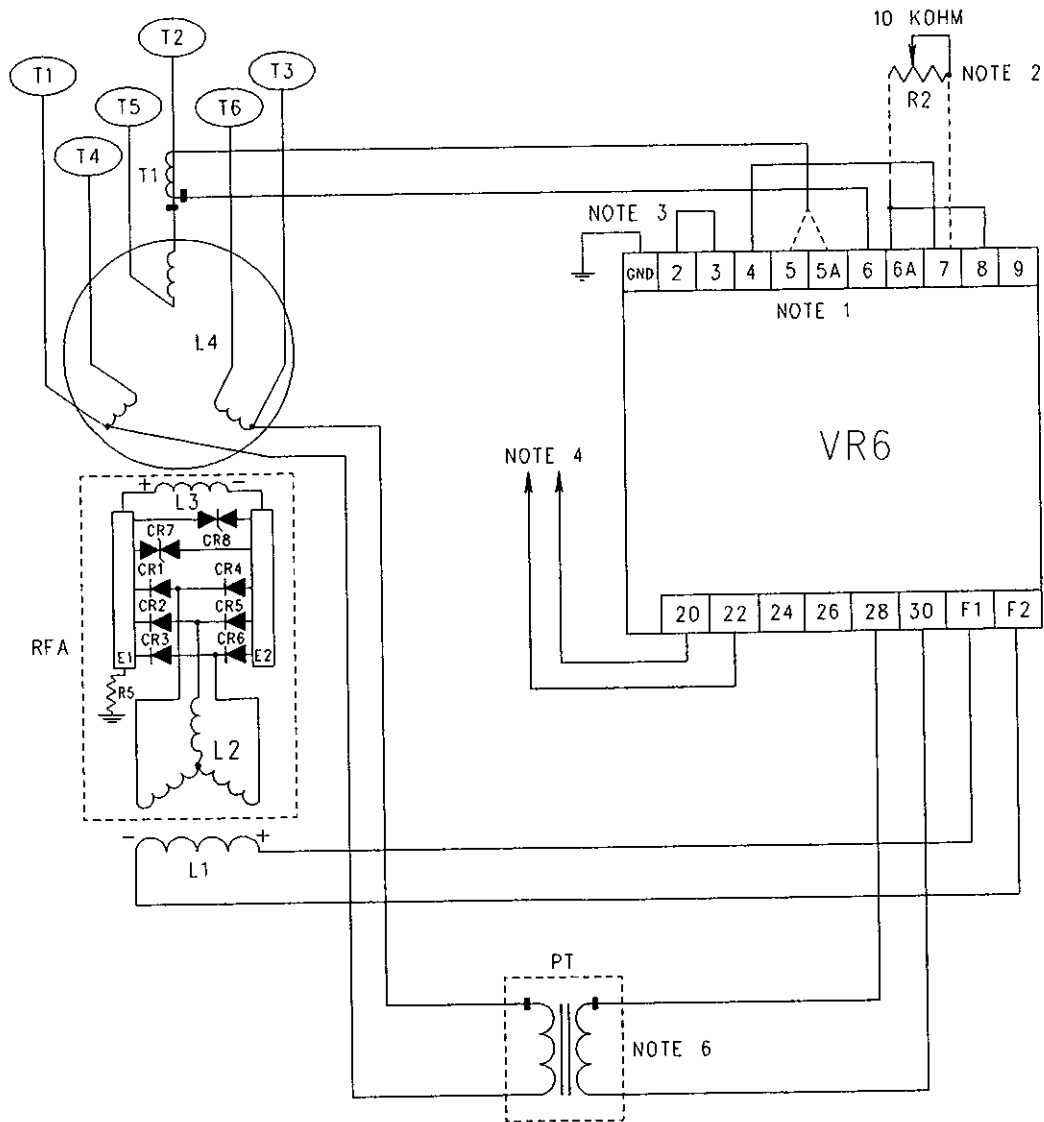 10 KOHM
T2
T1
T3
NOTE 2
R2
T5
T6
T4
T1
NOTE 3
GND 2 3 4 5 5A 6 6A 7 8 9
NOTE 1
L4
VR6
NOTE 4
+ L3 -
CR7
CR8
CR1
CR4
CR2
CR5
20 22 24 26 28 30 F1 F2
CR3
CR6
RFA
E1
E2
R5
L2
- +
L1
PT
NOTE 6